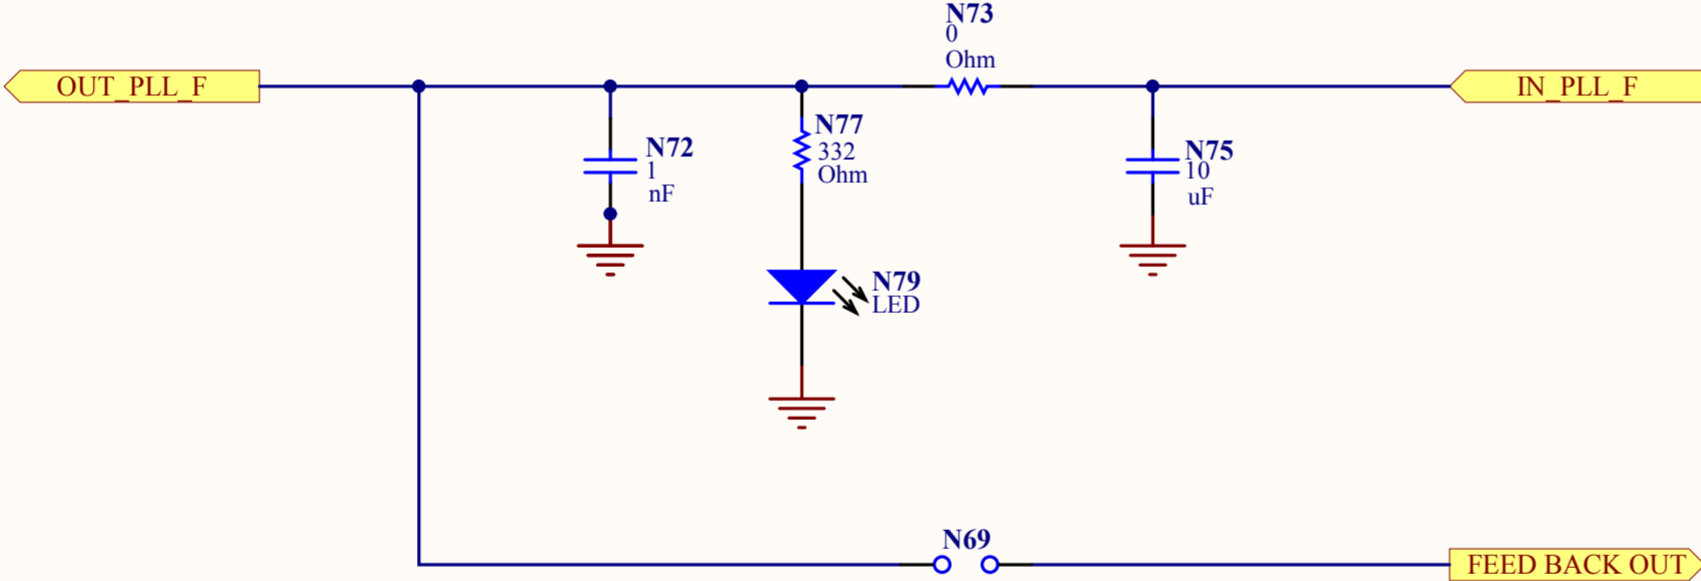 N73
0
Ohm
OUT_PLL_F
IN_PLL_F
N77
332
Ohm
N72
1
nF
N75
10
uF
N79
LED
N69
FEED BACK OUT